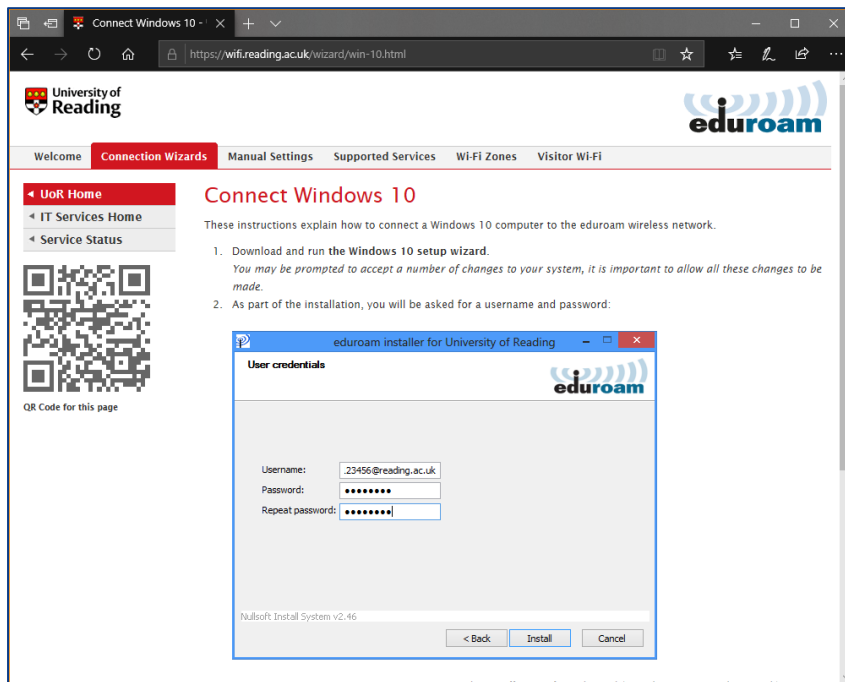 Connect Windows 10 -
https://wifi.reading.ac.uk/wizard/win-10.html
University of
Reading
eduroam
Welcome Connection Wizards Manual Settings Supported Services Wi-Fi Zones Visitor Wi-Fi
UoR Home
IT Services Home
Service Status
QR Code for this page
Connect Windows 10
These instructions explain how to connect a Windows 10 computer to the eduroam wireless network.
1. Download and run the Windows 10 setup wizard.
You may be prompted to accept a number of changes to your system, it is important to allow all these changes to be
made.
2. As part of the installation, you will be asked for a username and password:
eduroam installer for University of Reading
User credentials
eduroam
Username: .23456@reading.ac.uk
Password: ••••••••
Repeat password: ••••••••
Nullsoft Install System v2.46
< Back Install Cancel